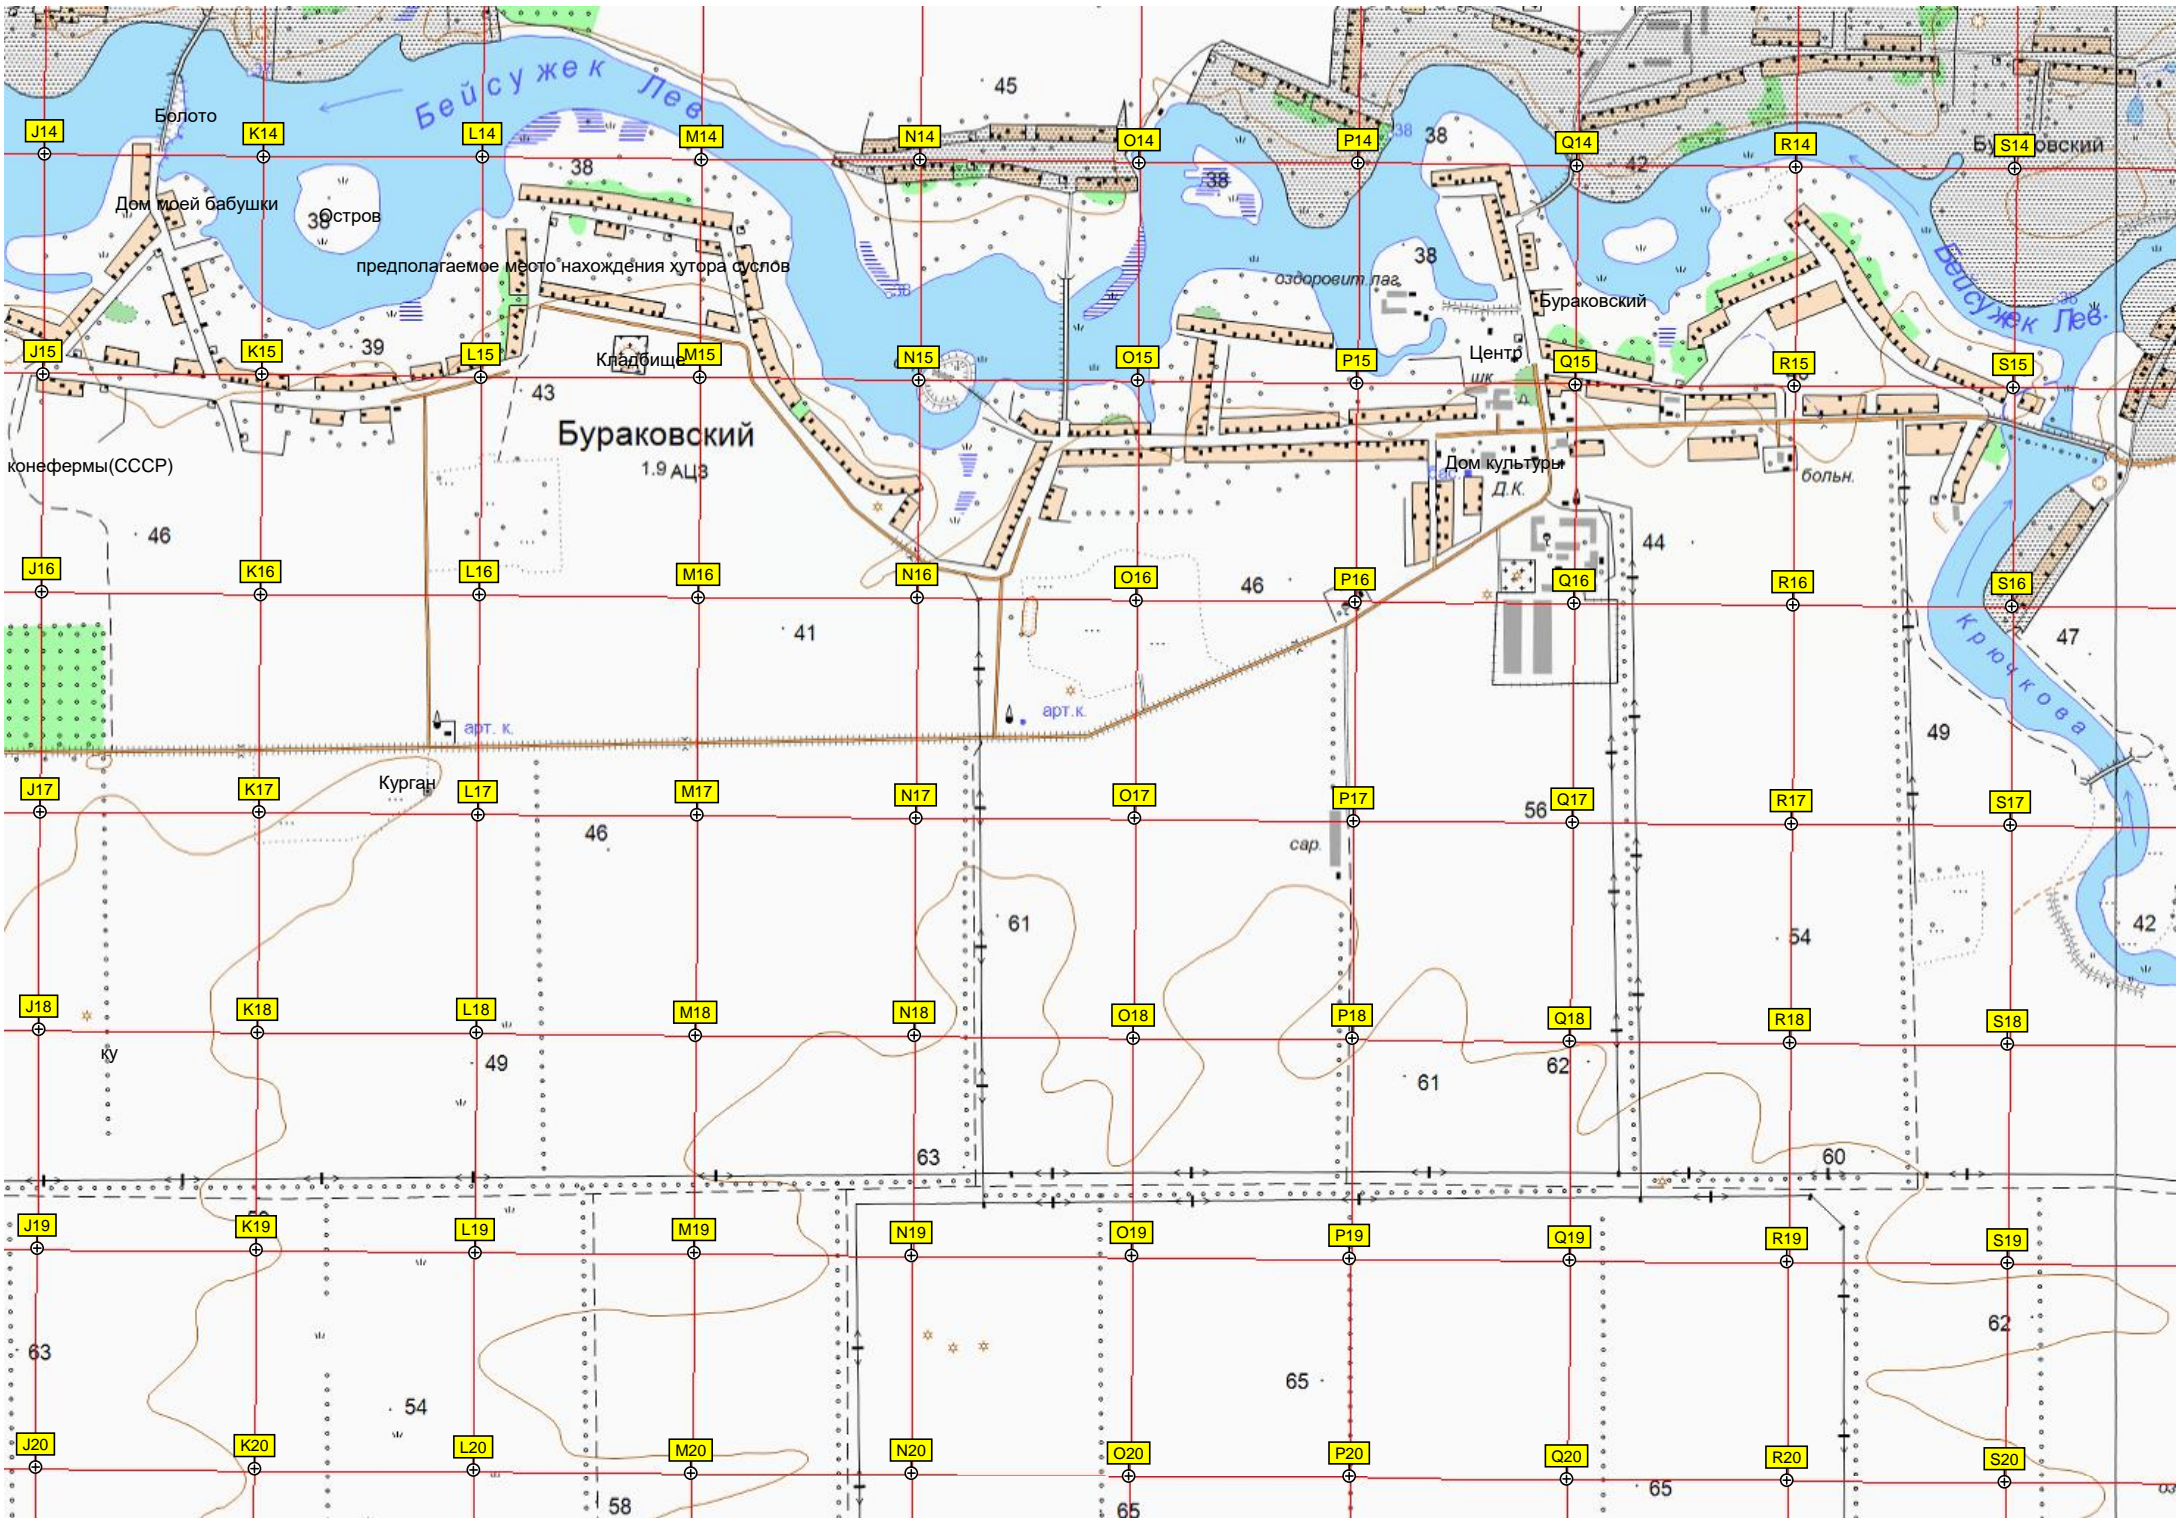 Бейсужек Лев.
45
Болото
38
38
38
42
J14
K14
L14
M14
N14
O14
P14
Q14
R14
S14
Бураковский
Дом моей бабушки
38
Остров
38
38
предполагаемое место нахождения хутора суслов
оздоровит.лаг.
Бураковский
Бейсужек Лев.
39
Кладбище
Центр
шк.
J15
K15
L15
M15
N15
O15
P15
Q15
R15
S15
43
Бураковский
1.9 АЦЗ
конефермы(СССР)
Дом культуры
Д.К.
больн.
46
44
J16
K16
L16
M16
N16
O16
46
P16
Q16
R16
S16
41
47
Крючкова
арт. к.
арт.к.
49
Курган
J17
K17
L17
M17
N17
O17
P17
56
Q17
R17
S17
46
сар.
61
54
42
J18
K18
L18
M18
N18
O18
P18
Q18
R18
S18
ку
49
61
62
63
60
J19
K19
L19
M19
N19
O19
P19
Q19
R19
S19
63
54
65
62
J20
K20
L20
M20
N20
O20
P20
Q20
R20
S20
58
65
65